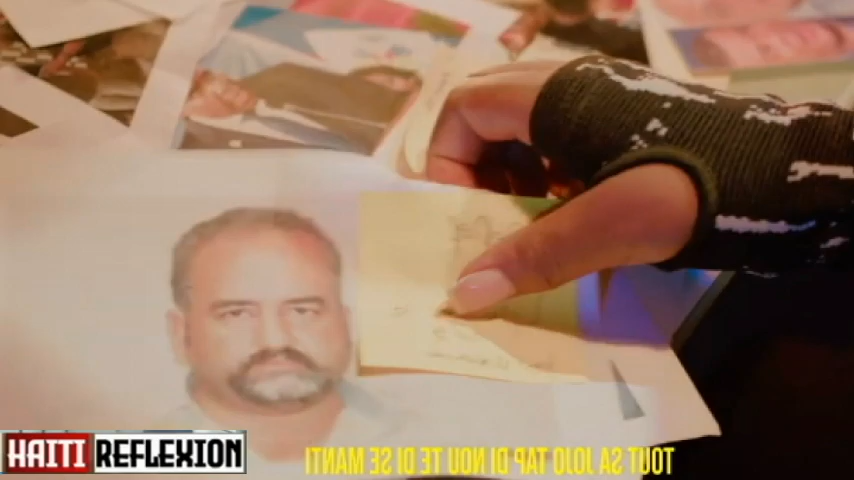 HAITI REFLEXION
TOUT SA JOJO TAP DI NOU TE DI SE MANTI